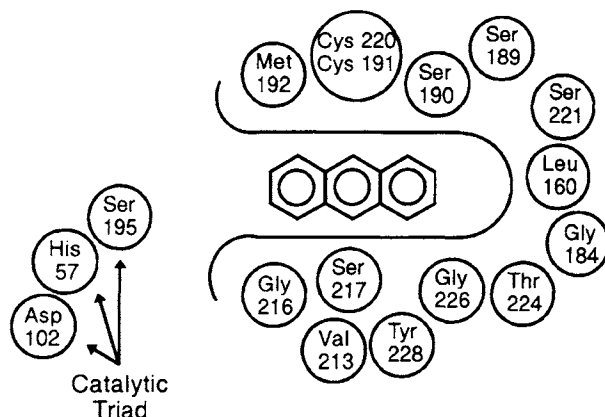 Met
192
Cys 220
Cys 191
Ser
190
Ser
189
Ser
221
Leu
160
Gly
184
Thr
224
Gly
226
Tyr
228
Val
213
Ser
217
Gly
216
Ser
195
His
57
Asp
102
Catalytic
Triad